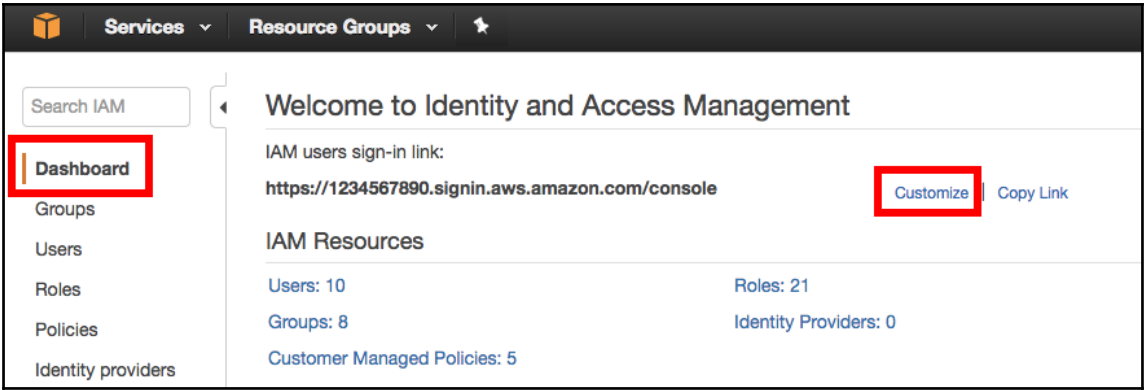 Services Resource Groups
Search IAM
Dashboard
Groups
Users
Roles
Policies
Identity providers
Welcome to Identity and Access Management
IAM users sign-in link:
https://1234567890.signin.aws.amazon.com/console Customize | Copy Link
IAM Resources
Users: 10 Roles: 21
Groups: 8 Identity Providers: 0
Customer Managed Policies: 5